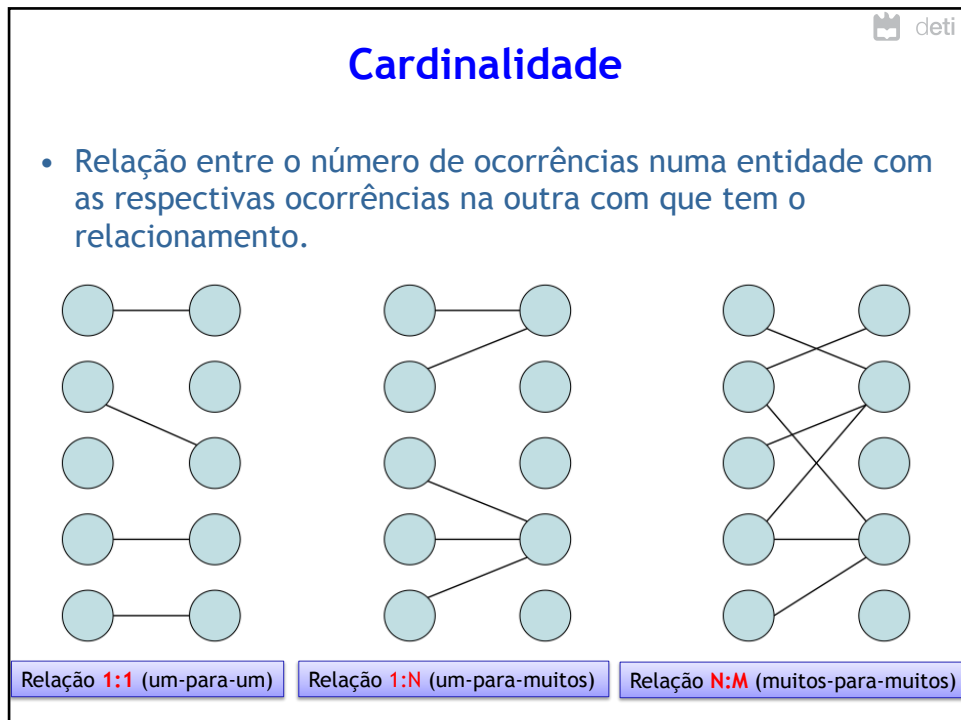 deti
Cardinalidade
• Relação entre o número de ocorrências numa entidade com
as respectivas ocorrências na outra com que tem o
relacionamento.
Relação 1:1 (um-para-um)
Relação 1:N (um-para-muitos)
Relação N:M (muitos-para-muitos)